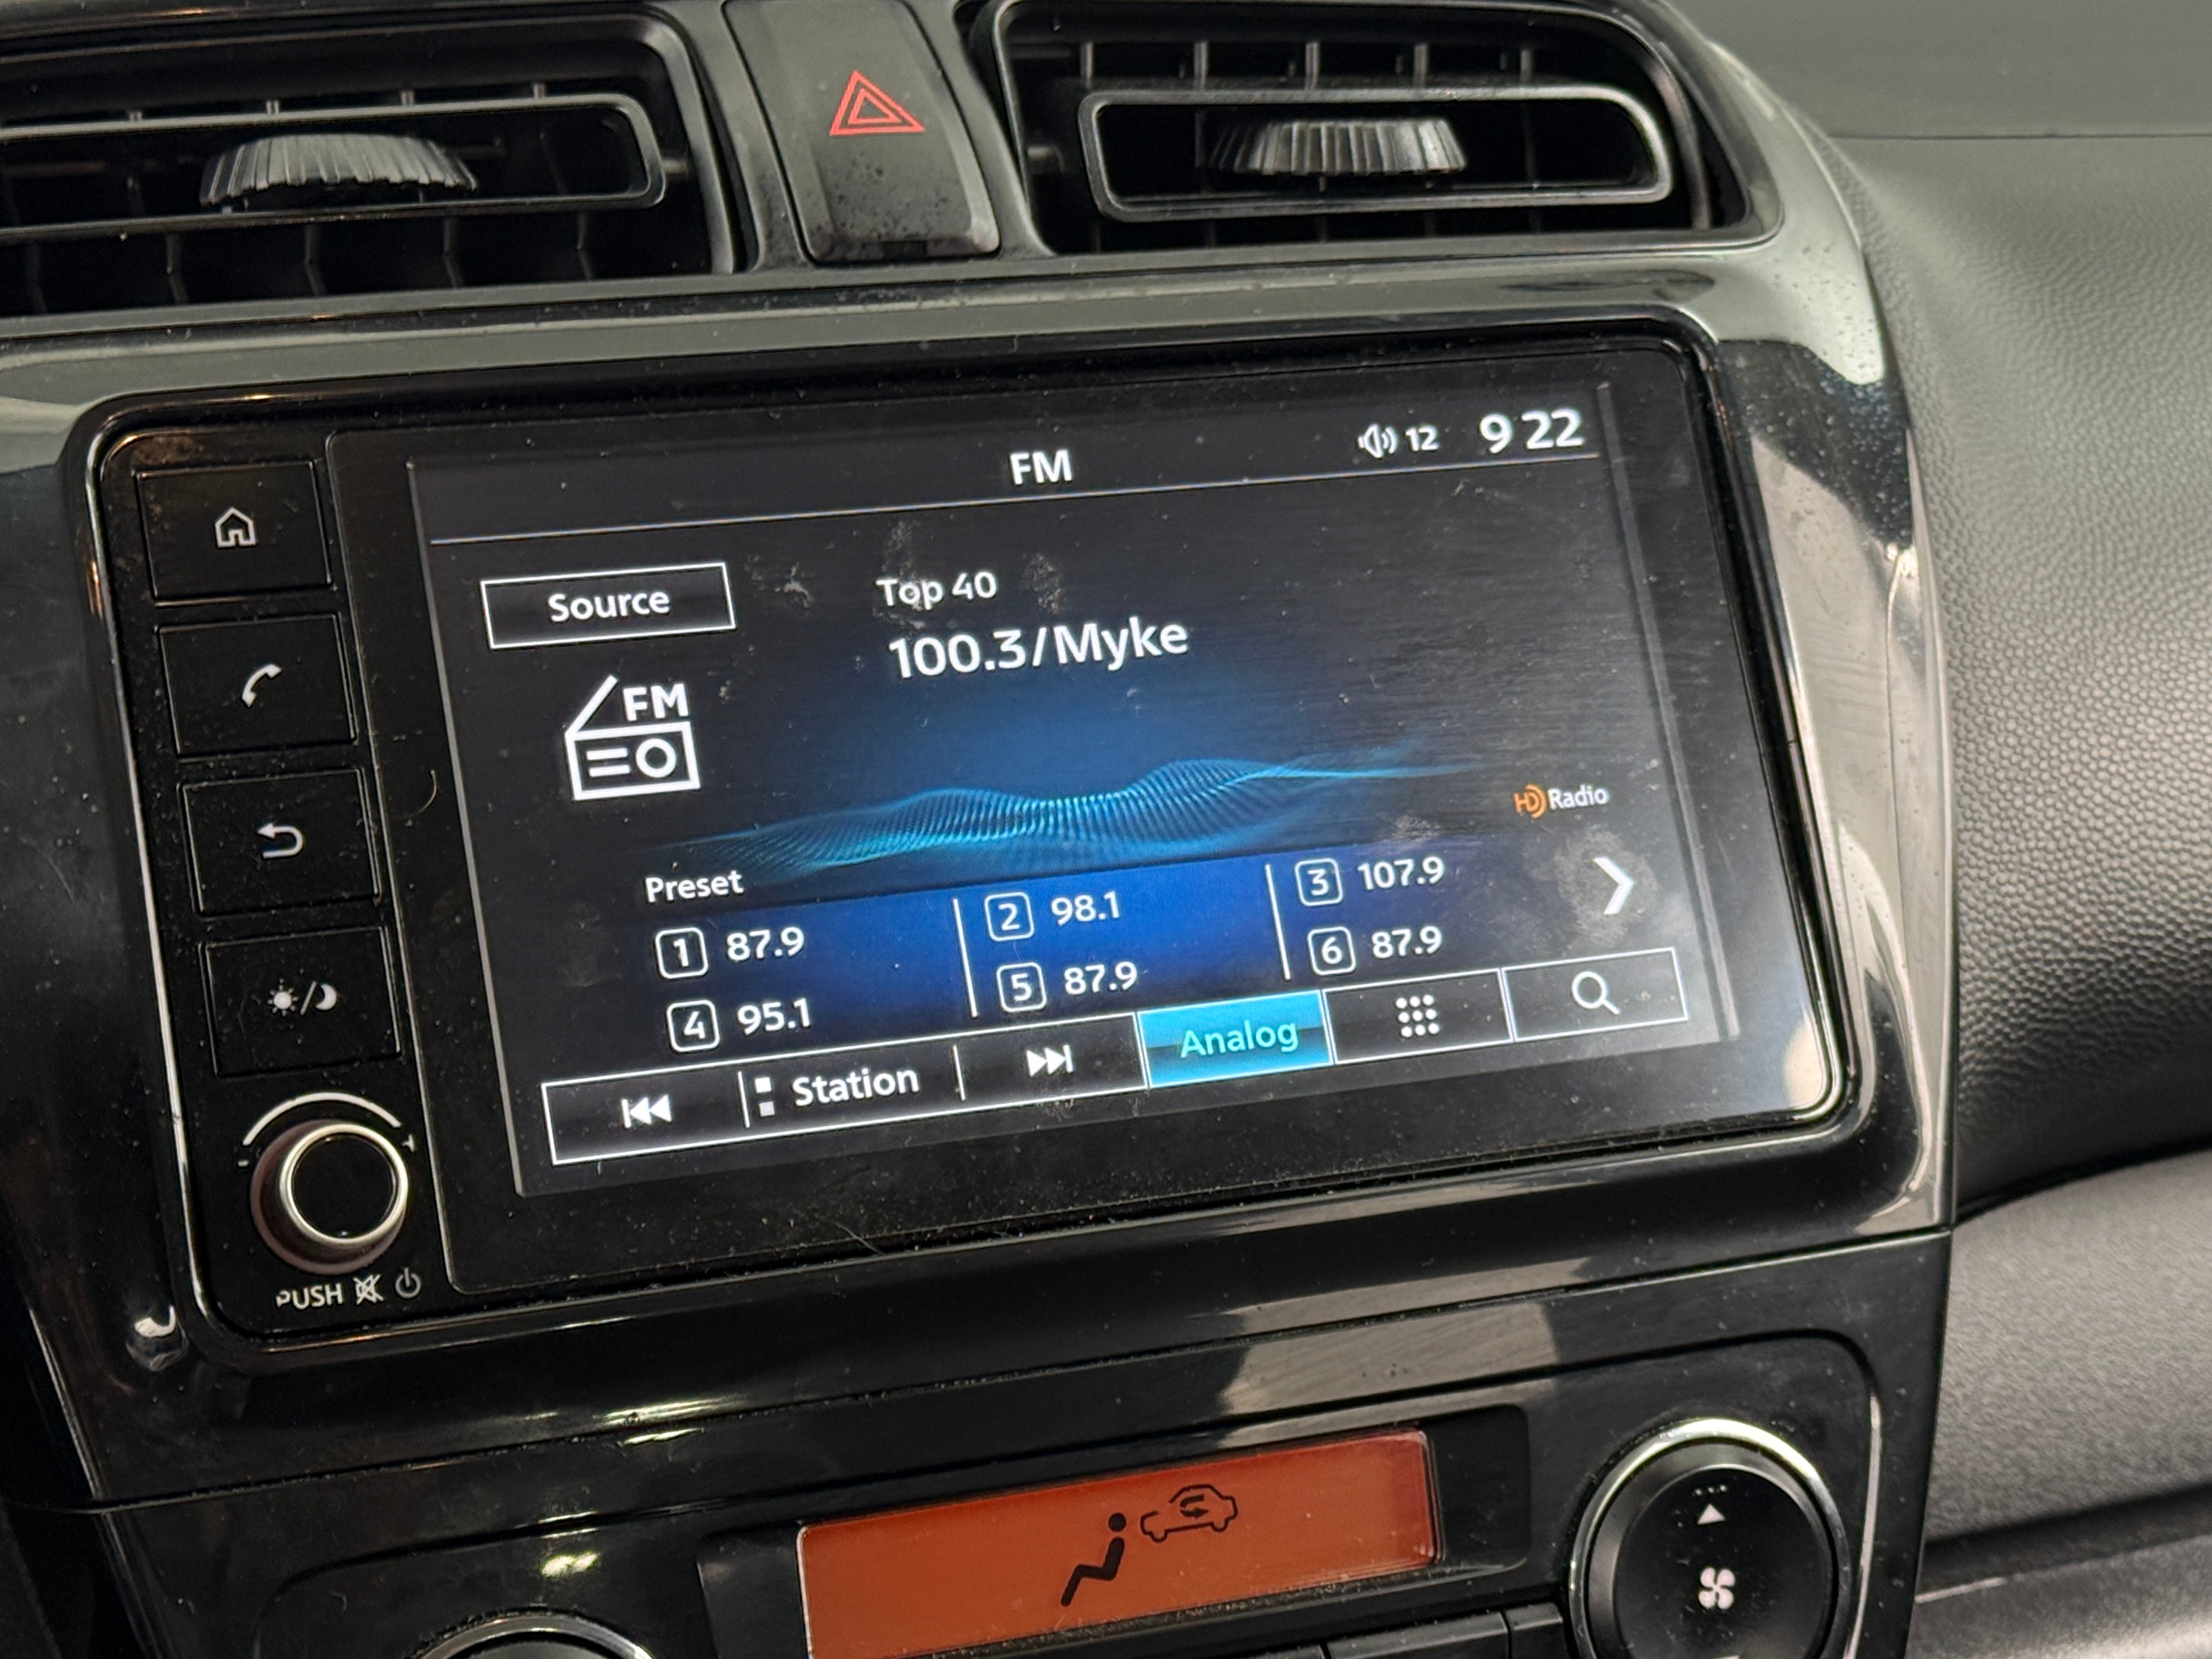 FM
12 9 22
Source
Top 40
100.3/Myke
FM
HD Radio
Preset
1 87.9 2 98.1 3 107.9
4 95.1 5 87.9 6 87.9
Station Analog
PUSH